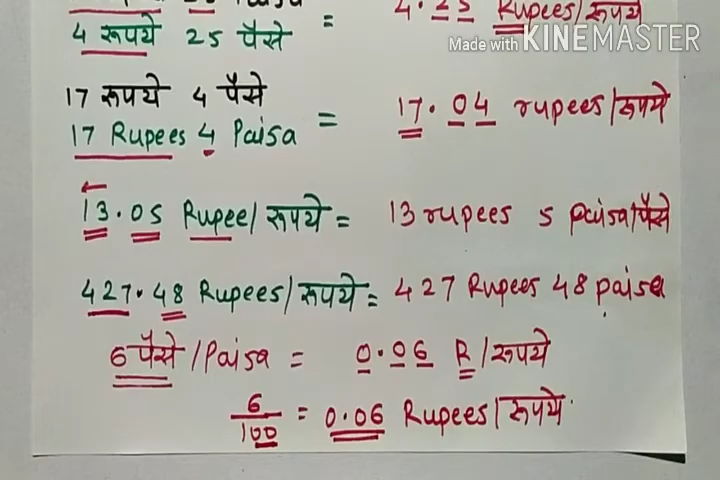 4 रूपये 25 पैसे = 4.25 Rupees/रूपये
Made with KINEMASTER
17 रूपये 4 पैसे
17 Rupees 4 Paisa = 17.04 rupees/रूपये
13.05 Rupee/रूपये = 13 rupees 5 paisa/पैसे
427.48 Rupees/रूपये = 427 Rupees 48 paisa
6 पैसे/Paisa = 0.06 R/रूपये
6/100 = 0.06 Rupees/रूपये